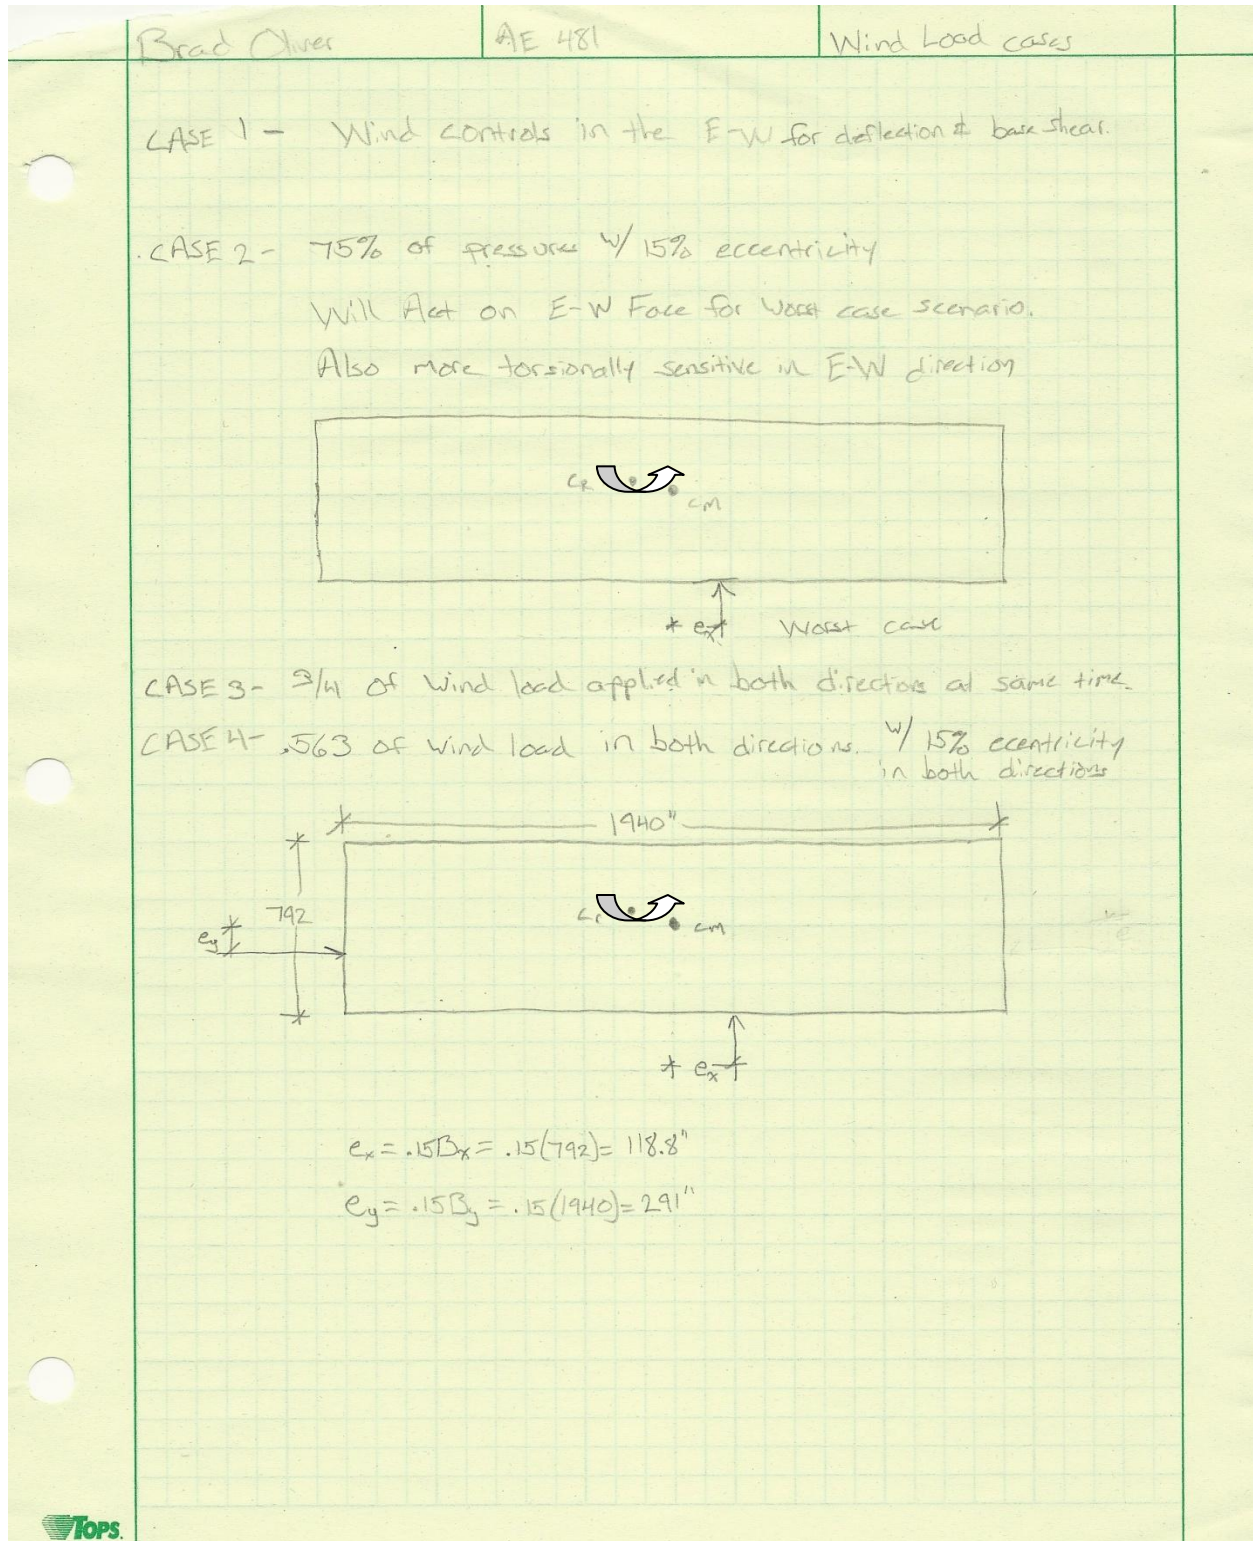 Brad Oliver
AE 481
Wind Load cases
CASE 1 - Wind controls in the E-W for deflection & base shear.
CASE 2 - 75% of pressures w/ 15% eccentricity
Will Act on E-W Face for Worst case scenario.
Also more torsionally sensitive in E-W direction
CR
CM
ex Worst case
CASE 3 - 3/4 of Wind load applied in both directions at same time.
CASE 4 - .563 of wind load in both directions. w/ 15% eccentricity
in both directions
1940"
792
ey
Cr
cm
ex
ex = .15Bx = .15(792) = 118.8"
ey = .15By = .15(1940) = 291"
TOPS.